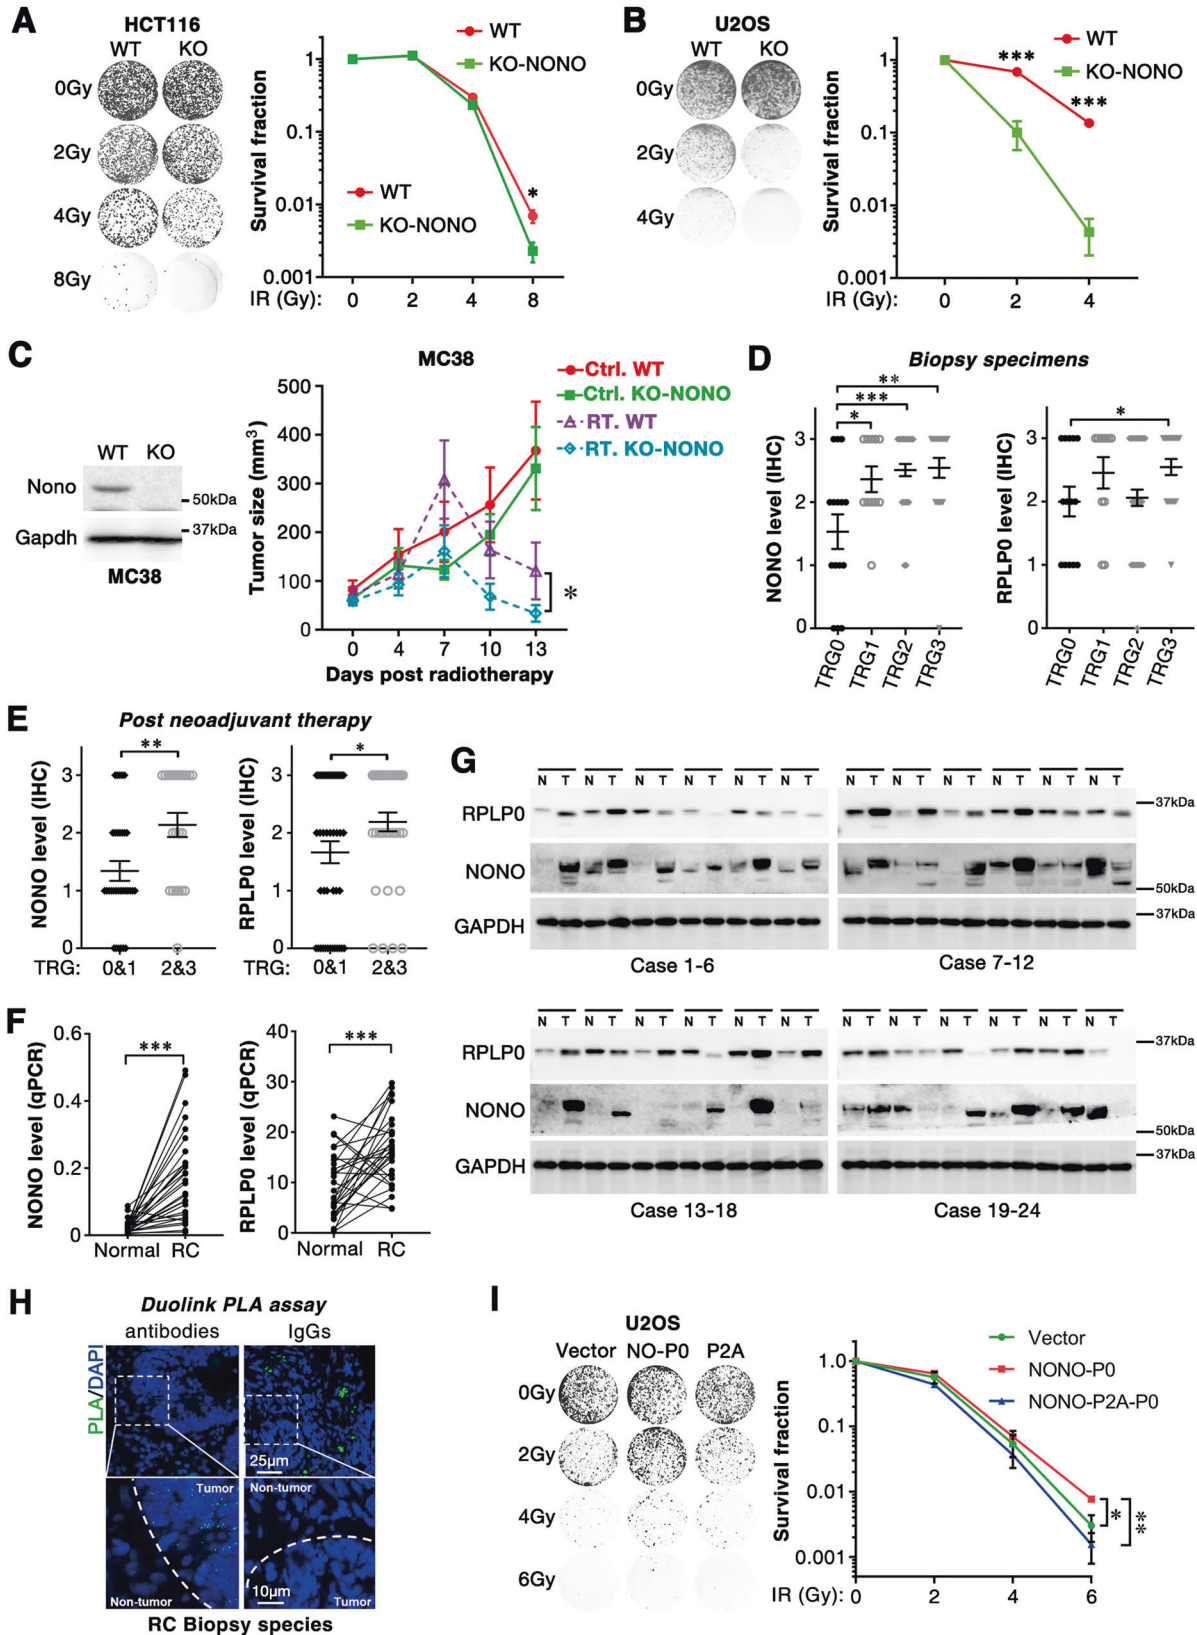 A
HCT116
WT KO
0Gy
2Gy
4Gy
8Gy
Survival fraction
1
0.1
0.01
0.001
WT
KO-NONO
WT
KO-NONO
*
IR (Gy):
0 2 4 8
B
U2OS
WT KO
0Gy
2Gy
4Gy
Survival fraction
1
0.1
0.01
0.001
WT
KO-NONO
***
***
IR (Gy):
0 2 4
C
WT KO
Nono
50kDa
Gapdh
37kDa
MC38
MC38
Tumor size (mm³)
500
400
300
200
100
0
Ctrl. WT
Ctrl. KO-NONO
RT. WT
RT. KO-NONO
*
0 4 7 10 13
Days post radiotherapy
D
Biopsy specimens
NONO level (IHC)
3
2
1
0
**
***
*
TRG0 TRG1 TRG2 TRG3
RPLP0 level (IHC)
3
2
1
0
*
TRG0 TRG1 TRG2 TRG3
E
Post neoadjuvant therapy
NONO level (IHC)
3
2
1
0
**
TRG: 0&1 2&3
RPLP0 level (IHC)
3
2
1
0
*
TRG: 0&1 2&3
F
NONO level (qPCR)
0.6
0.4
0.2
0
***
Normal RC
RPLP0 level (qPCR)
40
30
20
10
0
***
Normal RC
G
N T N T N T N T N T N T
N T N T N T N T N T N T
RPLP0
37kDa
NONO
50kDa
GAPDH
37kDa
Case 1-6
Case 7-12
N T N T N T N T N T N T
N T N T N T N T N T N T
RPLP0
37kDa
NONO
50kDa
GAPDH
37kDa
Case 13-18
Case 19-24
H
Duolink PLA assay
antibodies IgGs
PLA/DAPI
25μm
Tumor
Non-tumor
Non-tumor
10μm
Tumor
RC Biopsy species
I
U2OS
Vector NO-P0 P2A
0Gy
2Gy
4Gy
6Gy
Survival fraction
1.0
0.1
0.01
0.001
Vector
NONO-P0
NONO-P2A-P0
*
**
IR (Gy):
0 2 4 6